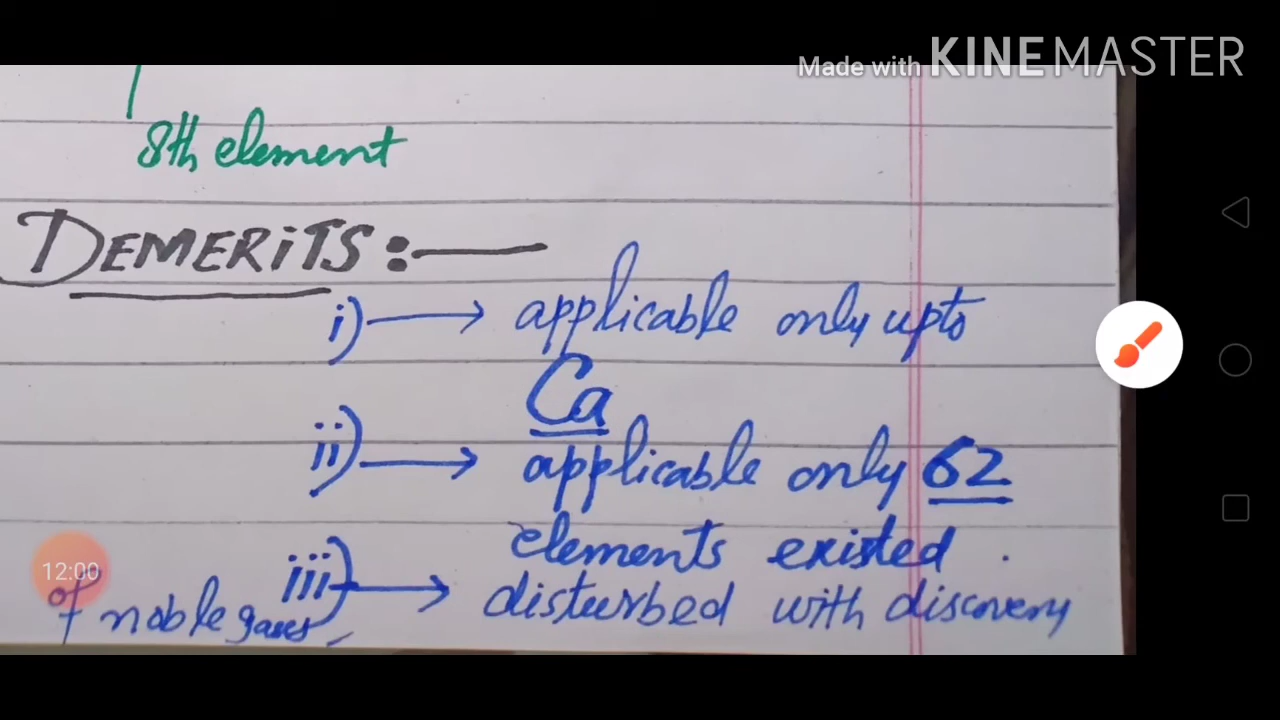 Made with KINEMASTER
8th element
DEMERiTS :—
i) → applicable only upto
Ca
ii) → applicable only 62
elements existed .
iii) → disturbed with discovery
of noble gases
12:00